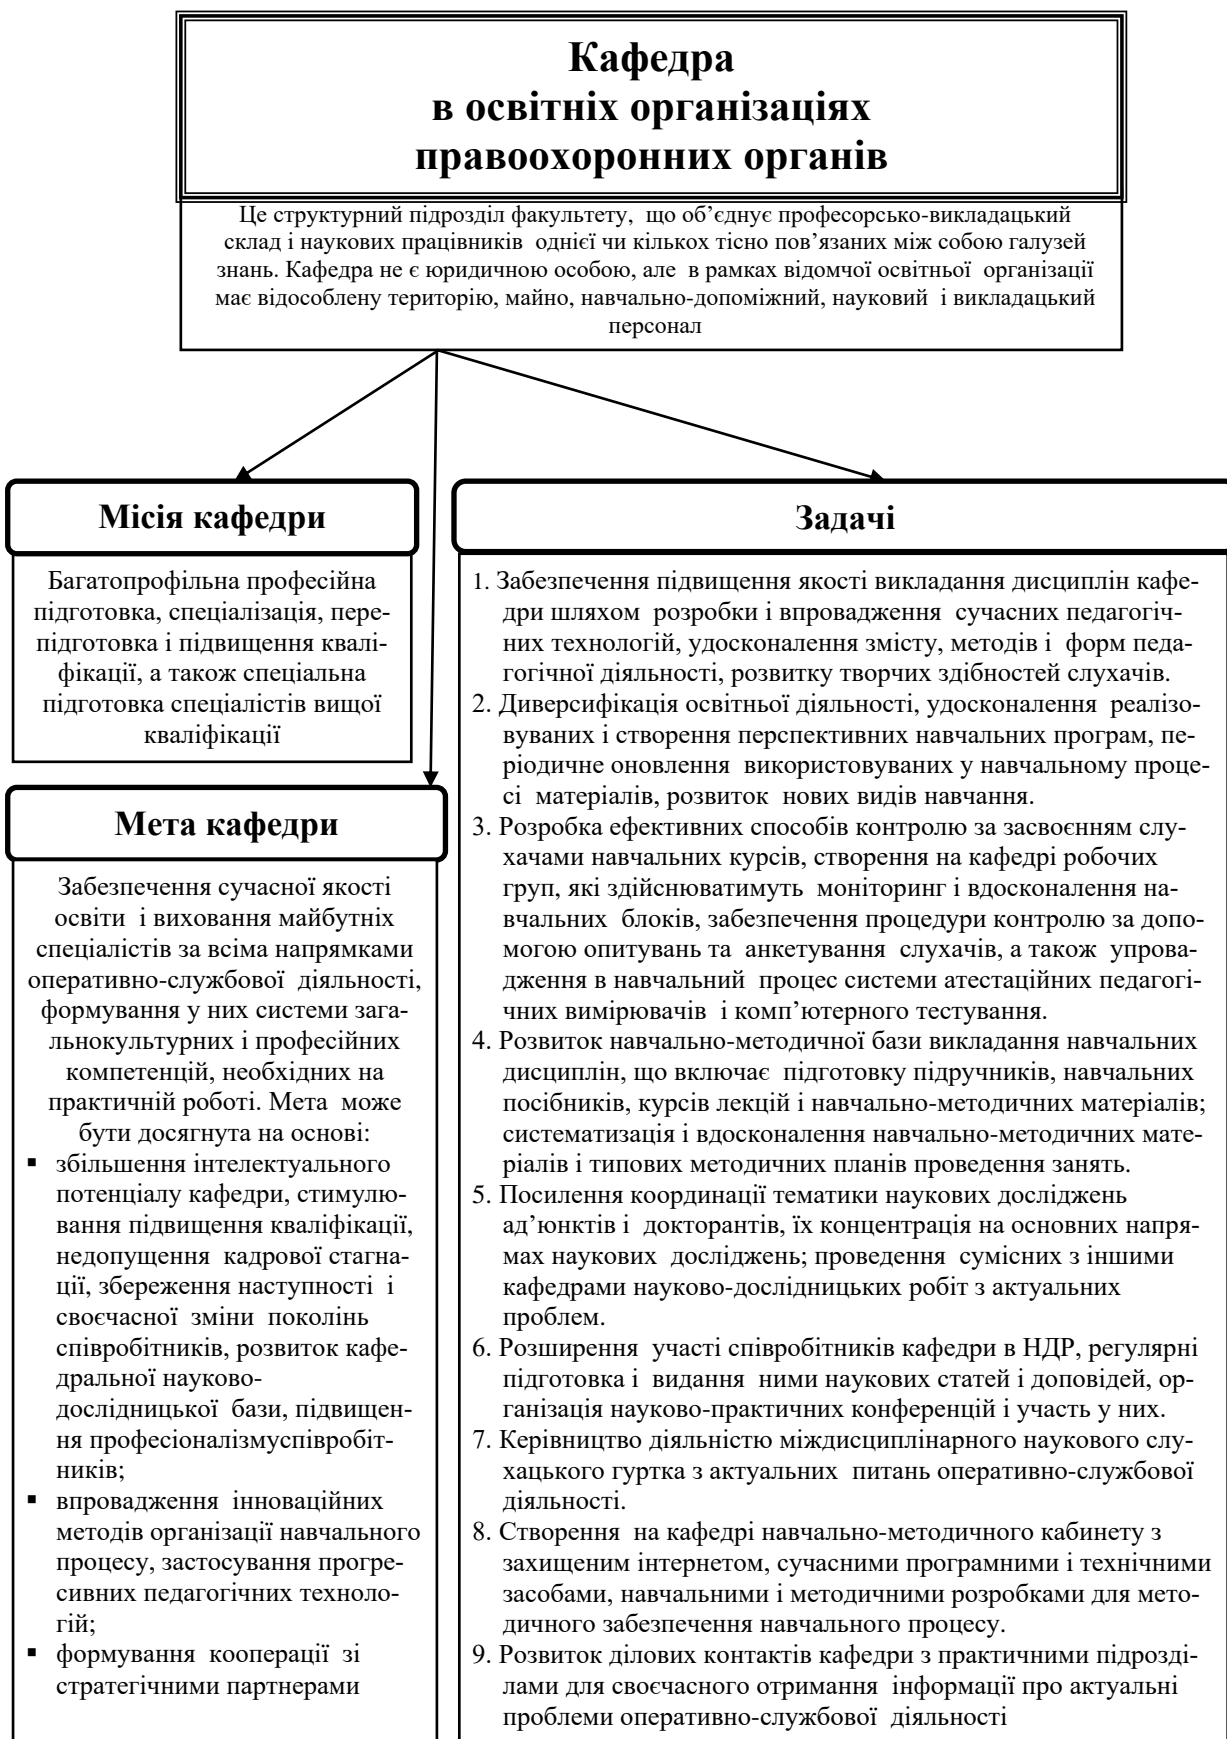 Кафедра
в освітніх організаціях
правоохоронних органів
Це структурний підрозділ факультету, що об’єднує професорсько-викладацький
склад і наукових працівників однієї чи кількох тісно пов’язаних між собою галузей
знань. Кафедра не є юридичною особою, але в рамках відомчої освітньої організації
має відособлену територію, майно, навчально-допоміжний, науковий і викладацький
персонал
Місія кафедри
Багатопрофільна професійна
підготовка, спеціалізація, пере-
підготовка і підвищення квалі-
фікації, а також спеціальна
підготовка спеціалістів вищої
кваліфікації
Мета кафедри
Забезпечення сучасної якості
освіти і виховання майбутніх
спеціалістів за всіма напрямками
оперативно-службової діяльності,
формування у них системи зага-
льнокультурних і професійних
компетенцій, необхідних на
практичній роботі. Мета може
бути досягнута на основі:
▪ збільшення інтелектуального
потенціалу кафедри, стимулю-
вання підвищення кваліфікації,
недопущення кадрової стагна-
ції, збереження наступності і
своєчасної зміни поколінь
співробітників, розвиток кафе-
дральної науково-
дослідницької бази, підвищен-
ня професіоналізмуспівробіт-
ників;
▪ впровадження інноваційних
методів організації навчального
процесу, застосування прогре-
сивних педагогічних техноло-
гій;
▪ формування кооперації зі
стратегічними партнерами
Задачі
1. Забезпечення підвищення якості викладання дисциплін кафе-
дри шляхом розробки і впровадження сучасних педагогіч-
них технологій, удосконалення змісту, методів і форм педа-
гогічної діяльності, розвитку творчих здібностей слухачів.
2. Диверсифікація освітньої діяльності, удосконалення реалізо-
вуваних і створення перспективних навчальних програм, пе-
ріодичне оновлення використовуваних у навчальному проце-
сі матеріалів, розвиток нових видів навчання.
3. Розробка ефективних способів контролю за засвоєнням слу-
хачами навчальних курсів, створення на кафедрі робочих
груп, які здійснюватимуть моніторинг і вдосконалення на-
вчальних блоків, забезпечення процедури контролю за допо-
могою опитувань та анкетування слухачів, а також упрова-
дження в навчальний процес системи атестаційних педагогі-
чних вимірювачів і комп’ютерного тестування.
4. Розвиток навчально-методичної бази викладання навчальних
дисциплін, що включає підготовку підручників, навчальних
посібників, курсів лекцій і навчально-методичних матеріалів;
систематизація і вдосконалення навчально-методичних мате-
ріалів і типових методичних планів проведення занять.
5. Посилення координації тематики наукових досліджень
ад’юнктів і докторантів, їх концентрація на основних напря-
мах наукових досліджень; проведення сумісних з іншими
кафедрами науково-дослідницьких робіт з актуальних
проблем.
6. Розширення участі співробітників кафедри в НДР, регулярні
підготовка і видання ними наукових статей і доповідей, ор-
ганізація науково-практичних конференцій і участь у них.
7. Керівництво діяльністю міждисциплінарного наукового слу-
хацького гуртка з актуальних питань оперативно-службової
діяльності.
8. Створення на кафедрі навчально-методичного кабинету з
захищеним інтернетом, сучасними програмними і технічними
засобами, навчальними і методичними розробками для мето-
дичного забезпечення навчального процесу.
9. Розвиток ділових контактів кафедри з практичними підрозді-
лами для своєчасного отримання інформації про актуальні
проблеми оперативно-службової діяльності